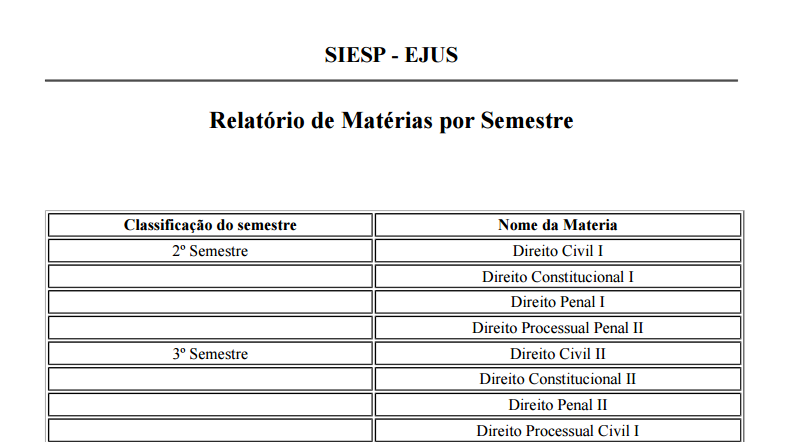 SIESP - EJUS
Relatório de Matérias por Semestre
Classificação do semestre Nome da Materia
2º Semestre Direito Civil I
Direito Constitucional I
Direito Penal I
Direito Processual Penal II
3º Semestre Direito Civil II
Direito Constitucional II
Direito Penal II
Direito Processual Civil I